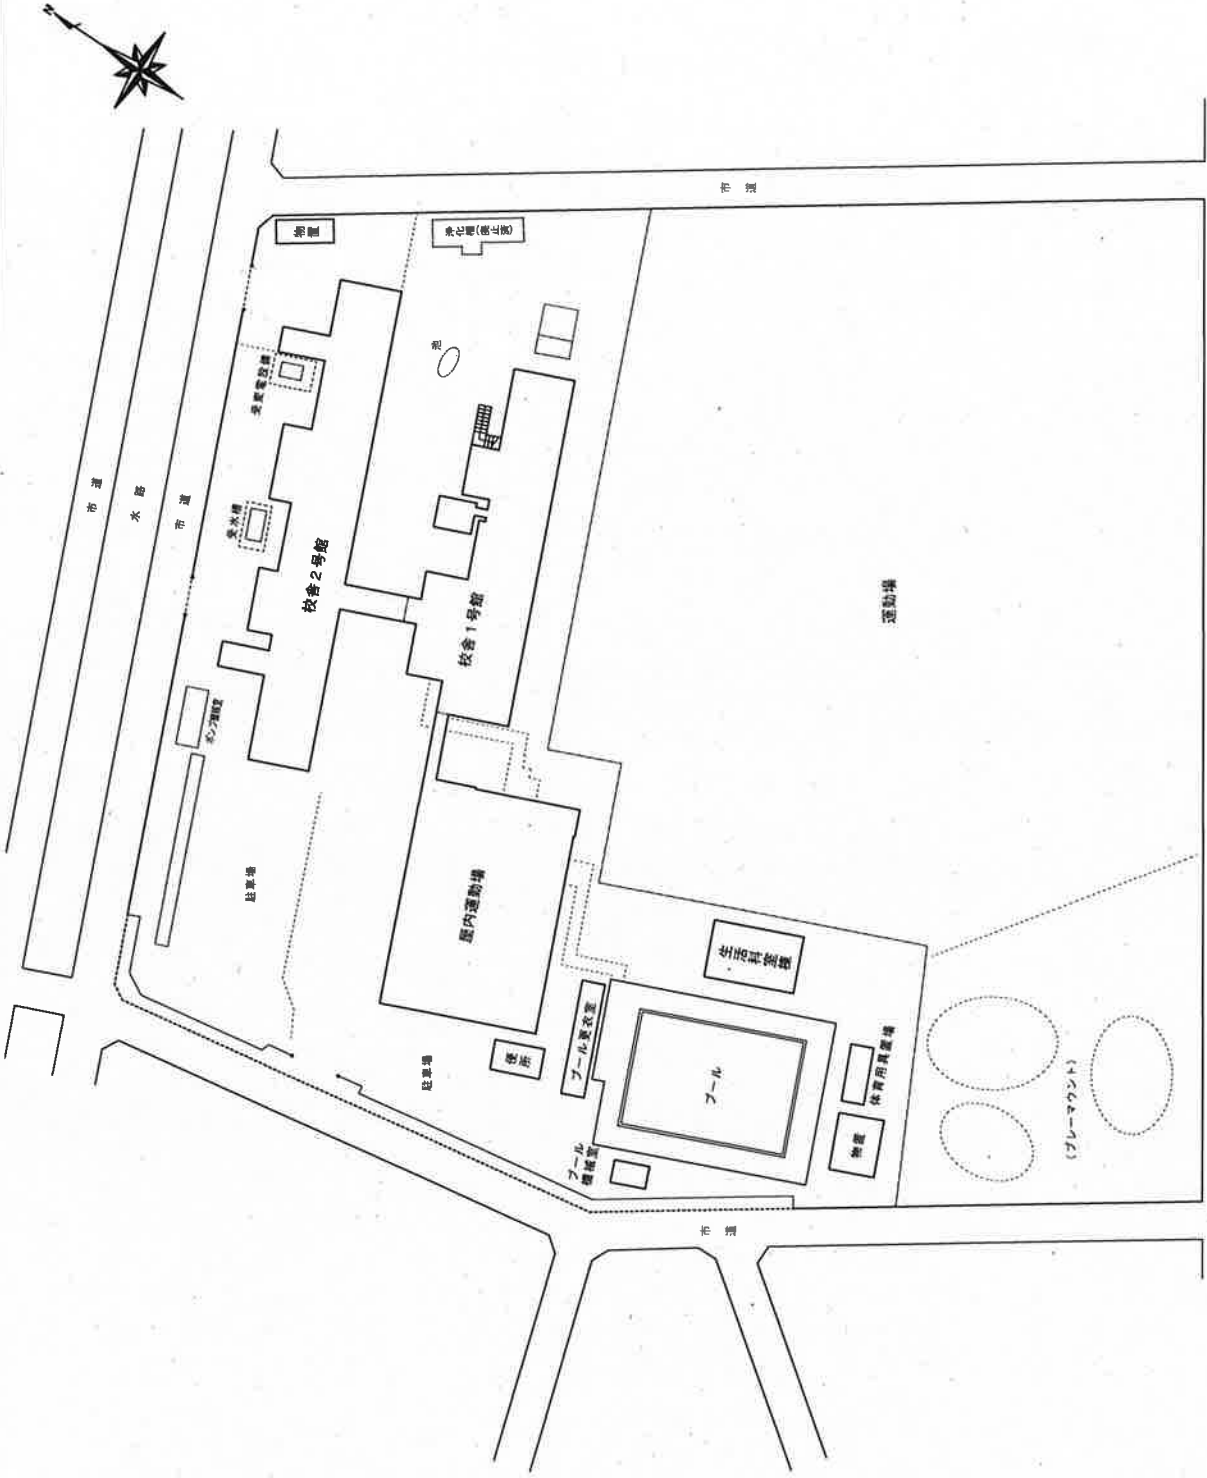 N
市道
物置
浄化槽(廃止済)
池
受変電設備
市道
水路
市道
受水槽
校舎2号館
校舎1号館
運動場
ポンプ機械室
駐車場
屋内運動場
生活
科室
棟
プール更衣室
便所
駐車場
プール
体育用具置場
物置
プール
機械室
(プレーマウント)
市道